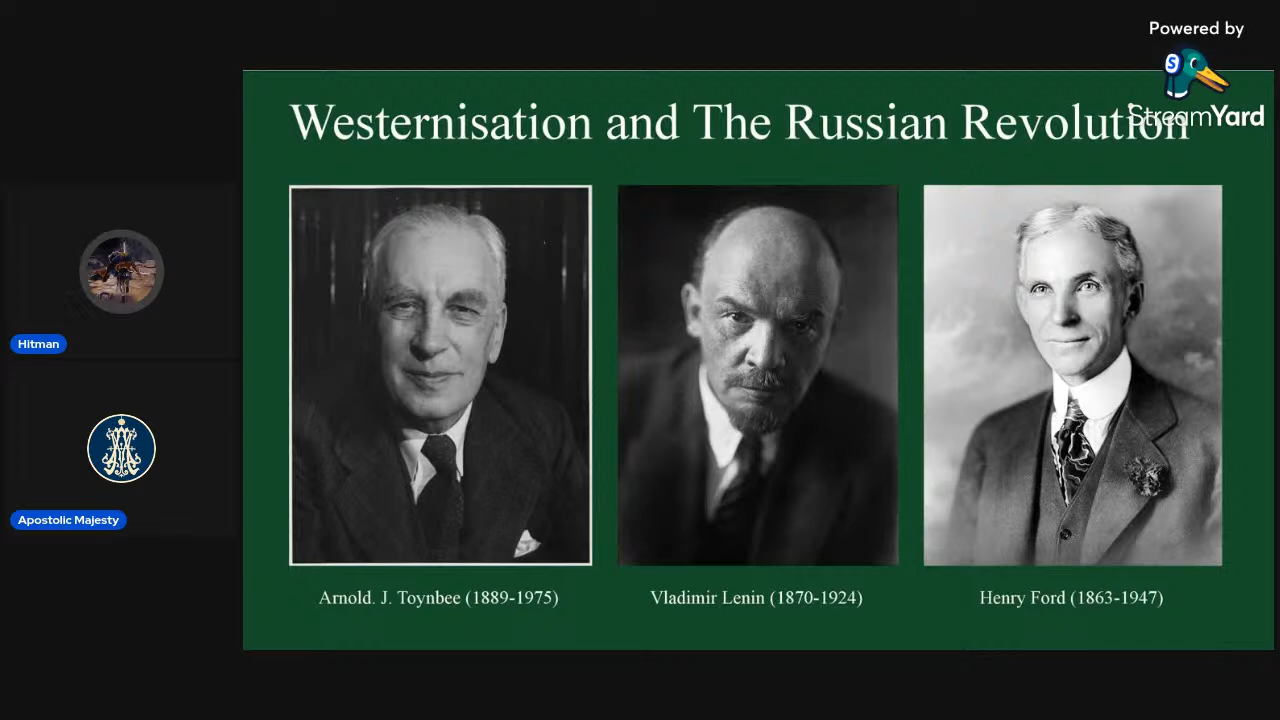 Powered by
StreamYard
Westernisation and The Russian Revolution
Hitman
Apostolic Majesty
Arnold. J. Toynbee (1889-1975)
Vladimir Lenin (1870-1924)
Henry Ford (1863-1947)